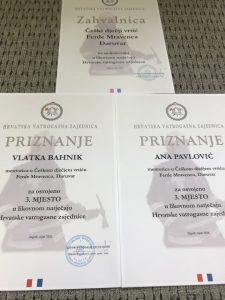 Zahvalnica
Češki dječji vrtić
Ferde Mravenca
Daruvar
HRVATSKA VATROGASNA ZAJEDNICA
PRIZNANJE
VLATKA BAHNIK
mentorica u Češkom dječjem vrtiću
Ferde Mravenca, Daruvar
za osvojeno
3. MJESTO
u likovnom natječaju
Hrvatske vatrogasne zajednice
HRVATSKA VATROGASNA ZAJEDNICA
PRIZNANJE
ANA PAVLOVIĆ
mentorica u Češkom dječjem vrtiću
Ferde Mravenca, Daruvar
za osvojeno
3. MJESTO
u likovnom natječaju
Hrvatske vatrogasne zajednice